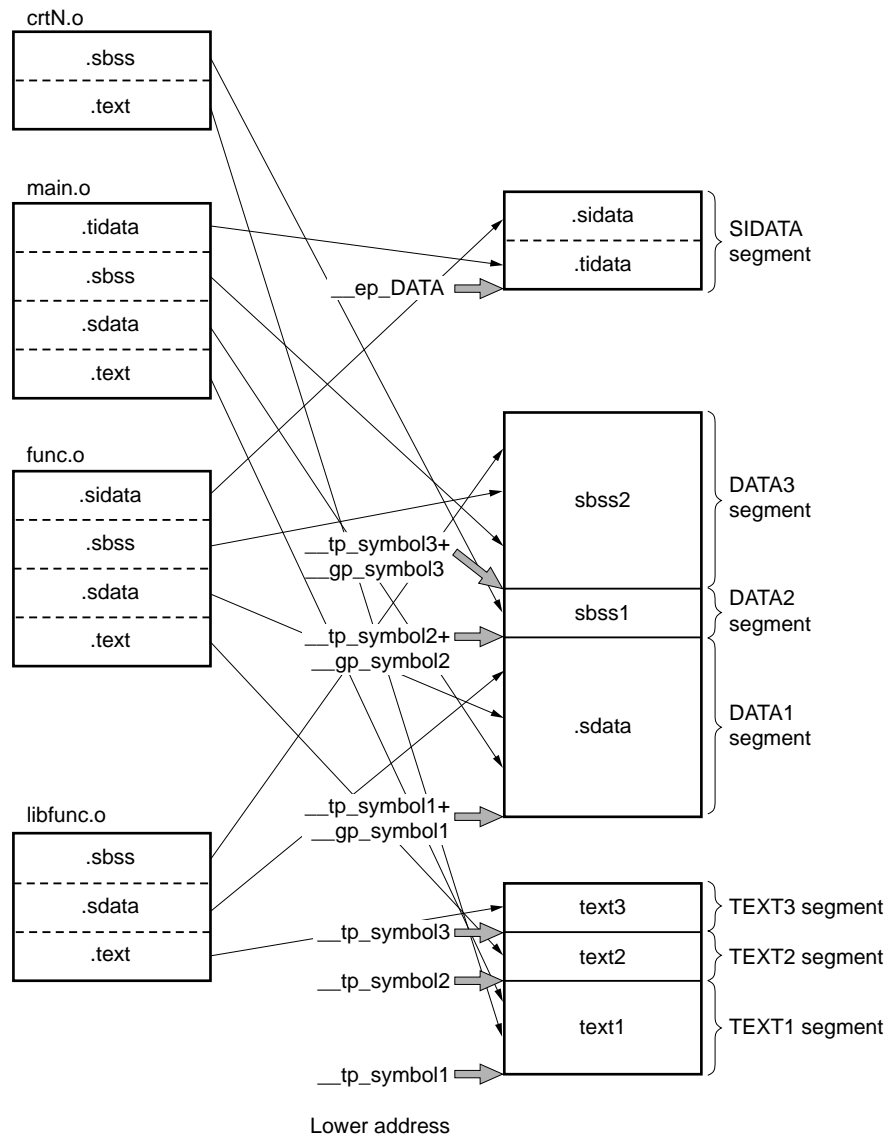 crtN.o
.sbss
.text
main.o
.tidata
.sbss
.sdata
.text
func.o
.sidata
.sbss
.sdata
.text
libfunc.o
.sbss
.sdata
.text
__ep_DATA
__tp_symbol3+
__gp_symbol3
__tp_symbol2+
__gp_symbol2
__tp_symbol1+
__gp_symbol1
__tp_symbol3
__tp_symbol2
__tp_symbol1
.sidata
.tidata
SIDATA
segment
sbss2
DATA3
segment
sbss1
DATA2
segment
.sdata
DATA1
segment
text3
TEXT3 segment
text2
TEXT2 segment
text1
TEXT1 segment
Lower address